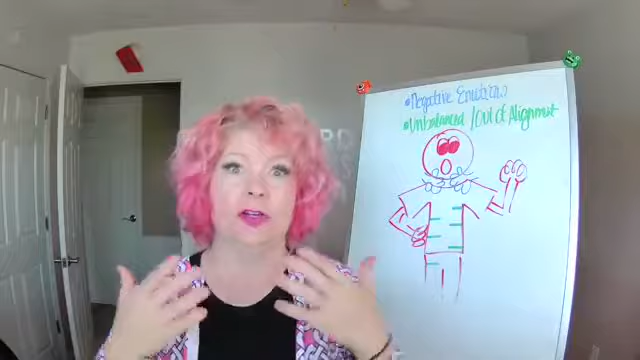 •Negative Emotions
•Unbalanced /Out of Alignment